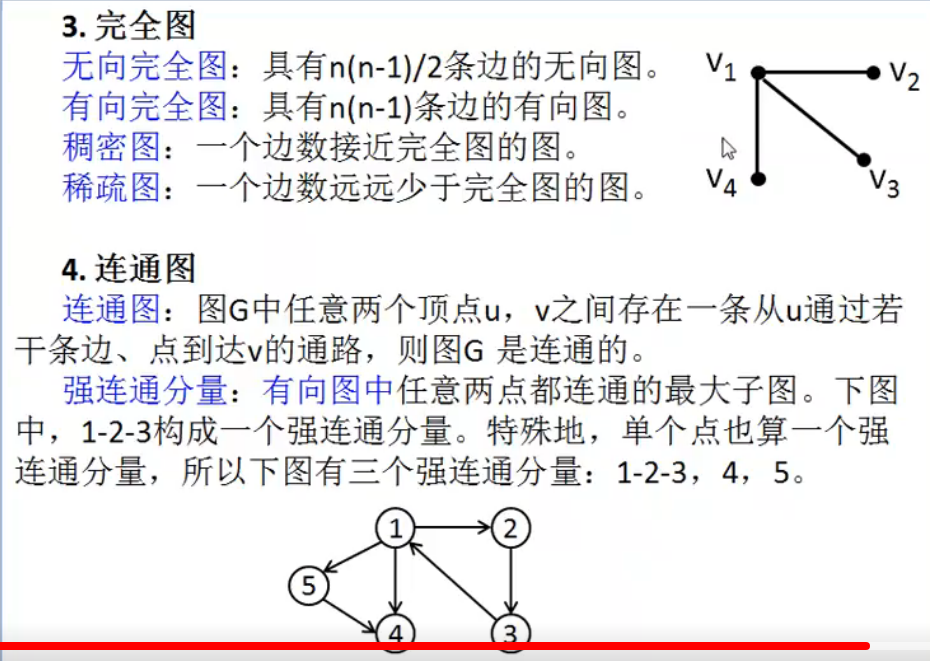 3. 完全图
无向完全图：具有n(n-1)/2条边的无向图。
有向完全图：具有n(n-1)条边的有向图。
稠密图：一个边数接近完全图的图。
稀疏图：一个边数远远少于完全图的图。
V1
V2
V4
V3
4. 连通图
连通图：图G中任意两个顶点u，v之间存在一条从u通过若
干条边、点到达v的通路，则图G 是连通的。
强连通分量：有向图中任意两点都连通的最大子图。下图
中，1-2-3构成一个强连通分量。特殊地，单个点也算一个强
连通分量，所以下图有三个强连通分量：1-2-3，4，5。
1
2
5
4
3